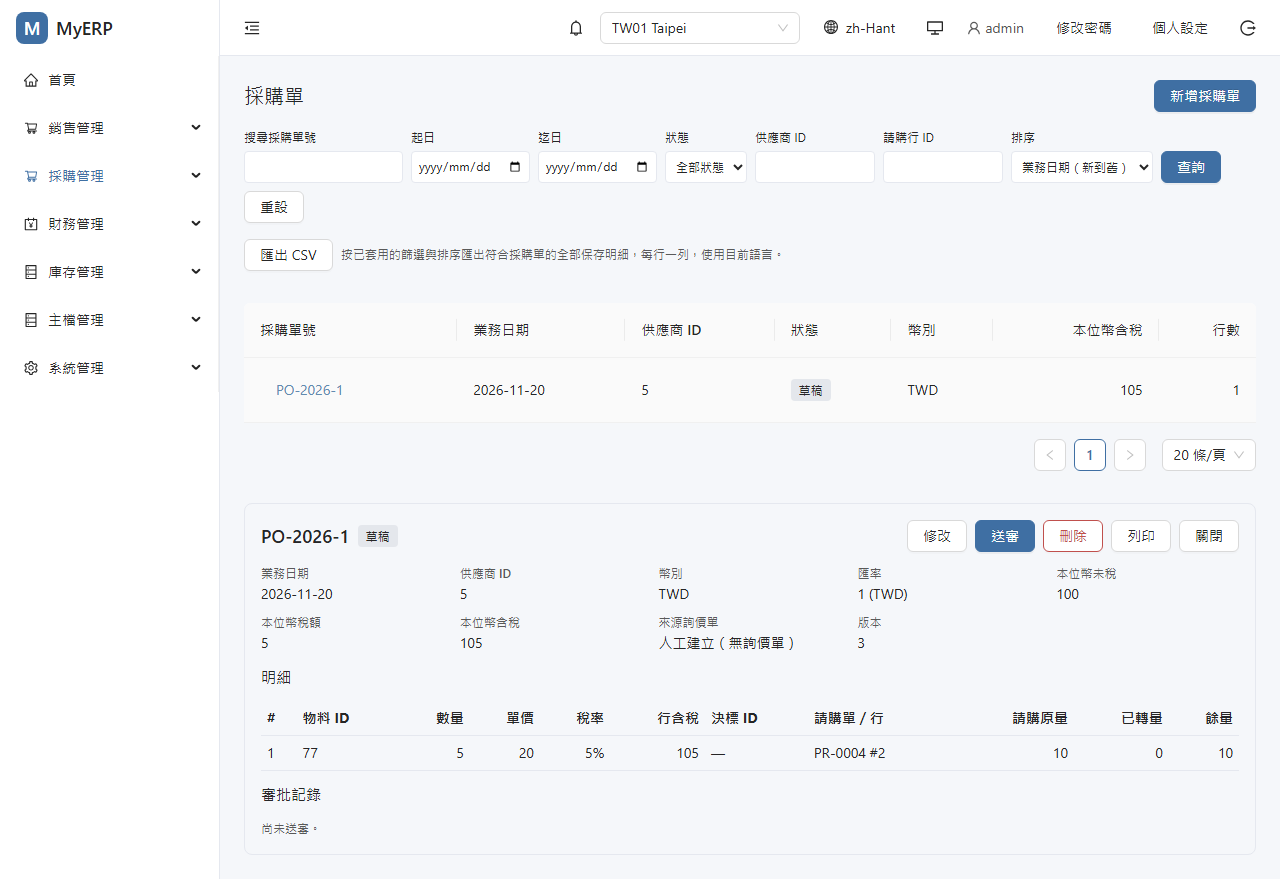 M MyERP
TW01 Taipei
zh-Hant
admin
修改密碼
個人設定
首頁
銷售管理
採購管理
財務管理
庫存管理
主檔管理
系統管理
採購單
新增採購單
搜尋採購單號 起日 迄日 狀態 供應商 ID 請購行 ID 排序
yyyy/mm/dd yyyy/mm/dd 全部狀態 業務日期（新到舊） 查詢
重設
匯出 CSV 按已套用的篩選與排序匯出符合採購單的全部保存明細，每行一列，使用目前語言。
採購單號 業務日期 供應商 ID 狀態 幣別 本位幣含稅 行數
PO-2026-1 2026-11-20 5 草稿 TWD 105 1
< 1 > 20 條/頁
PO-2026-1 草稿 修改 送審 刪除 列印 關閉
業務日期 供應商 ID 幣別 匯率 本位幣未稅
2026-11-20 5 TWD 1 (TWD) 100
本位幣稅額 本位幣含稅 來源詢價單 版本
5 105 人工建立（無詢價單） 3
明細
# 物料 ID 數量 單價 稅率 行含稅 決標 ID 請購單 / 行 請購原量 已轉量 餘量
1 77 5 20 5% 105 — PR-0004 #2 10 0 10
審批記錄
尚未送審。